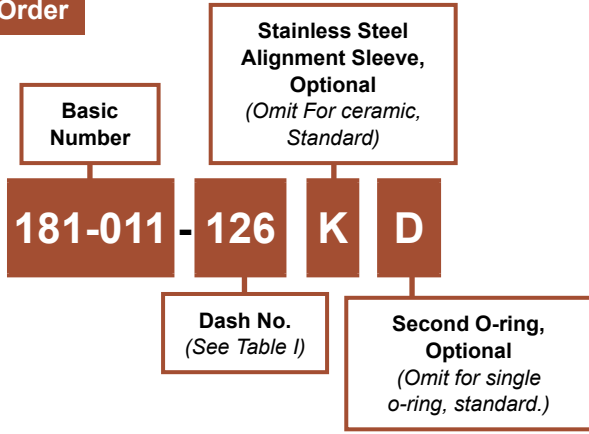 Order
Stainless Steel
Alignment Sleeve,
Optional
(Omit For ceramic,
Standard)
Basic
Number
181-011 - 126 K D
Dash No.
(See Table I)
Second O-ring,
Optional
(Omit for single
o-ring, standard.)